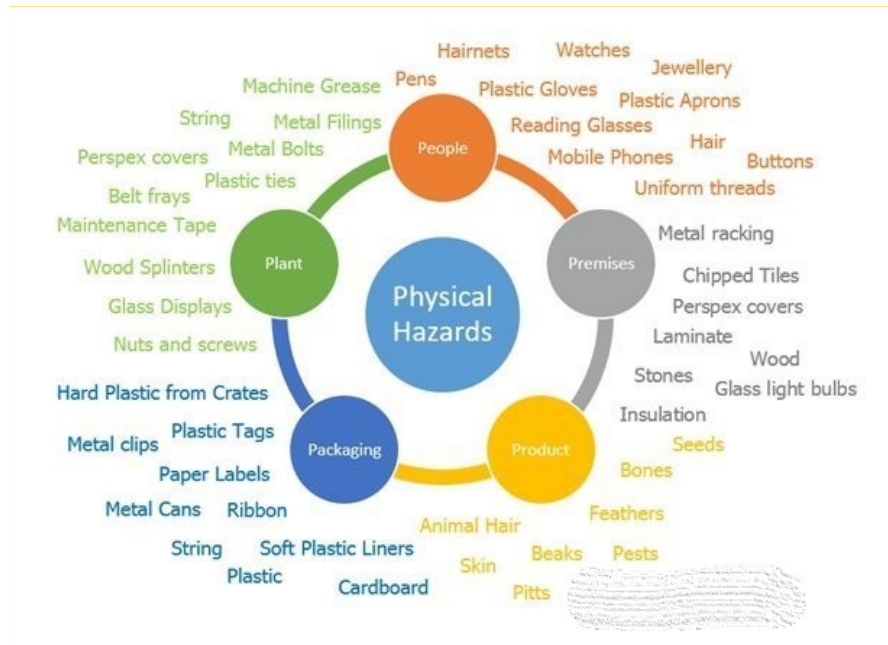 Hairnets
Watches
Jewellery
Pens
Plastic Gloves
Plastic Aprons
Reading Glasses
Hair
Mobile Phones
Buttons
Uniform threads
People
Machine Grease
String
Metal Filings
Perspex covers
Metal Bolts
Plastic ties
Belt frays
Maintenance Tape
Wood Splinters
Glass Displays
Nuts and screws
Plant
Physical
Hazards
Premises
Metal racking
Chipped Tiles
Perspex covers
Laminate
Wood
Stones
Glass light bulbs
Insulation
Hard Plastic from Crates
Metal clips
Plastic Tags
Paper Labels
Metal Cans
Ribbon
String
Soft Plastic Liners
Plastic
Cardboard
Packaging
Product
Seeds
Bones
Feathers
Animal Hair
Beaks
Pests
Skin
Pitts